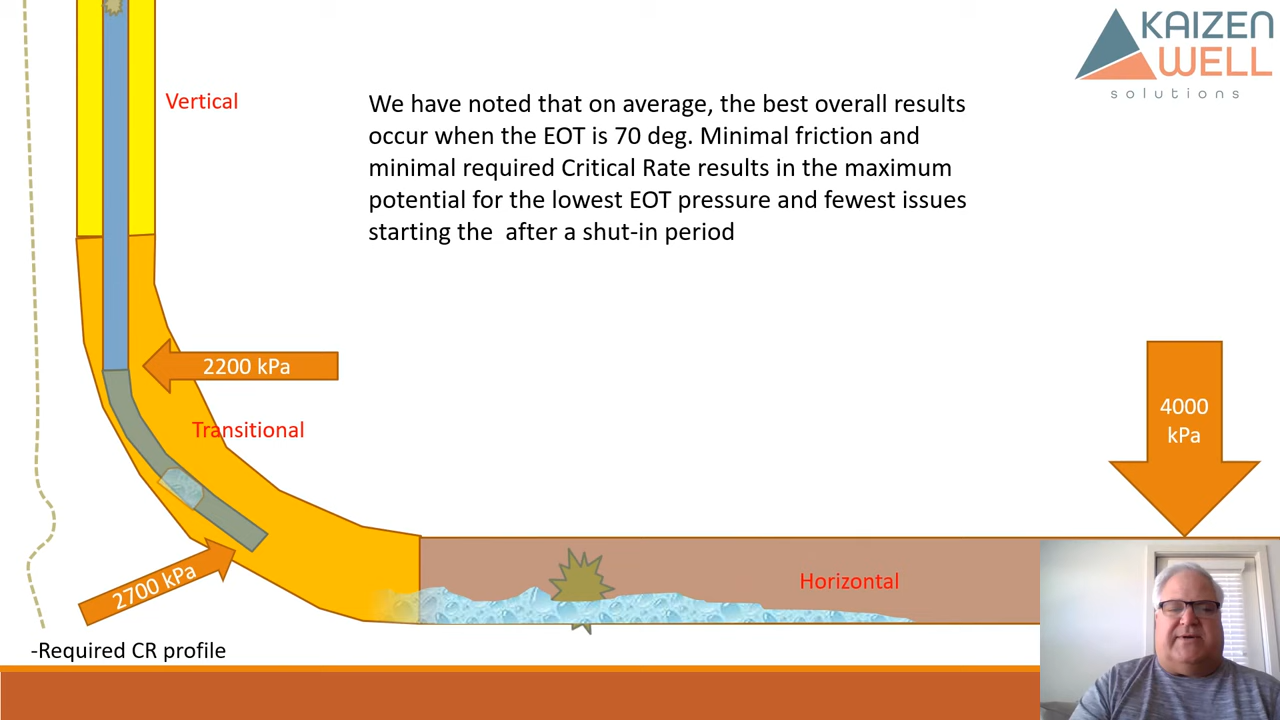 KAIZEN
WELL
solutions
Vertical
We have noted that on average, the best overall results
occur when the EOT is 70 deg. Minimal friction and
minimal required Critical Rate results in the maximum
potential for the lowest EOT pressure and fewest issues
starting the  after a shut-in period
2200 kPa
4000
kPa
Transitional
2700 kPa
Horizontal
-Required CR profile